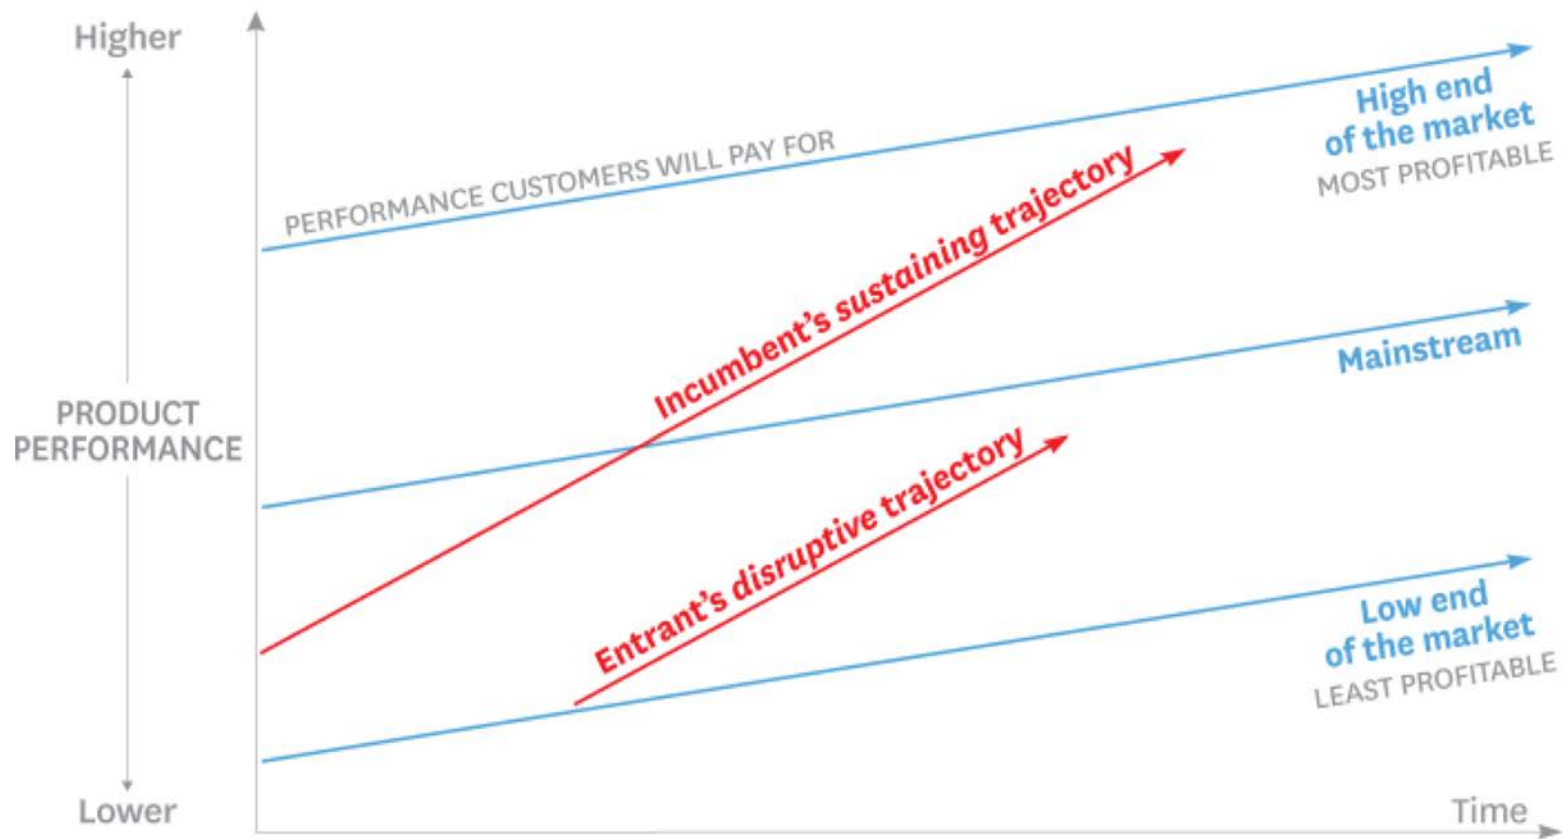 Higher
PRODUCT
PERFORMANCE
Lower
PERFORMANCE CUSTOMERS WILL PAY FOR
Incumbent’s sustaining trajectory
Entrant’s disruptive trajectory
High end
of the market
MOST PROFITABLE
Mainstream
Low end
of the market
LEAST PROFITABLE
Time